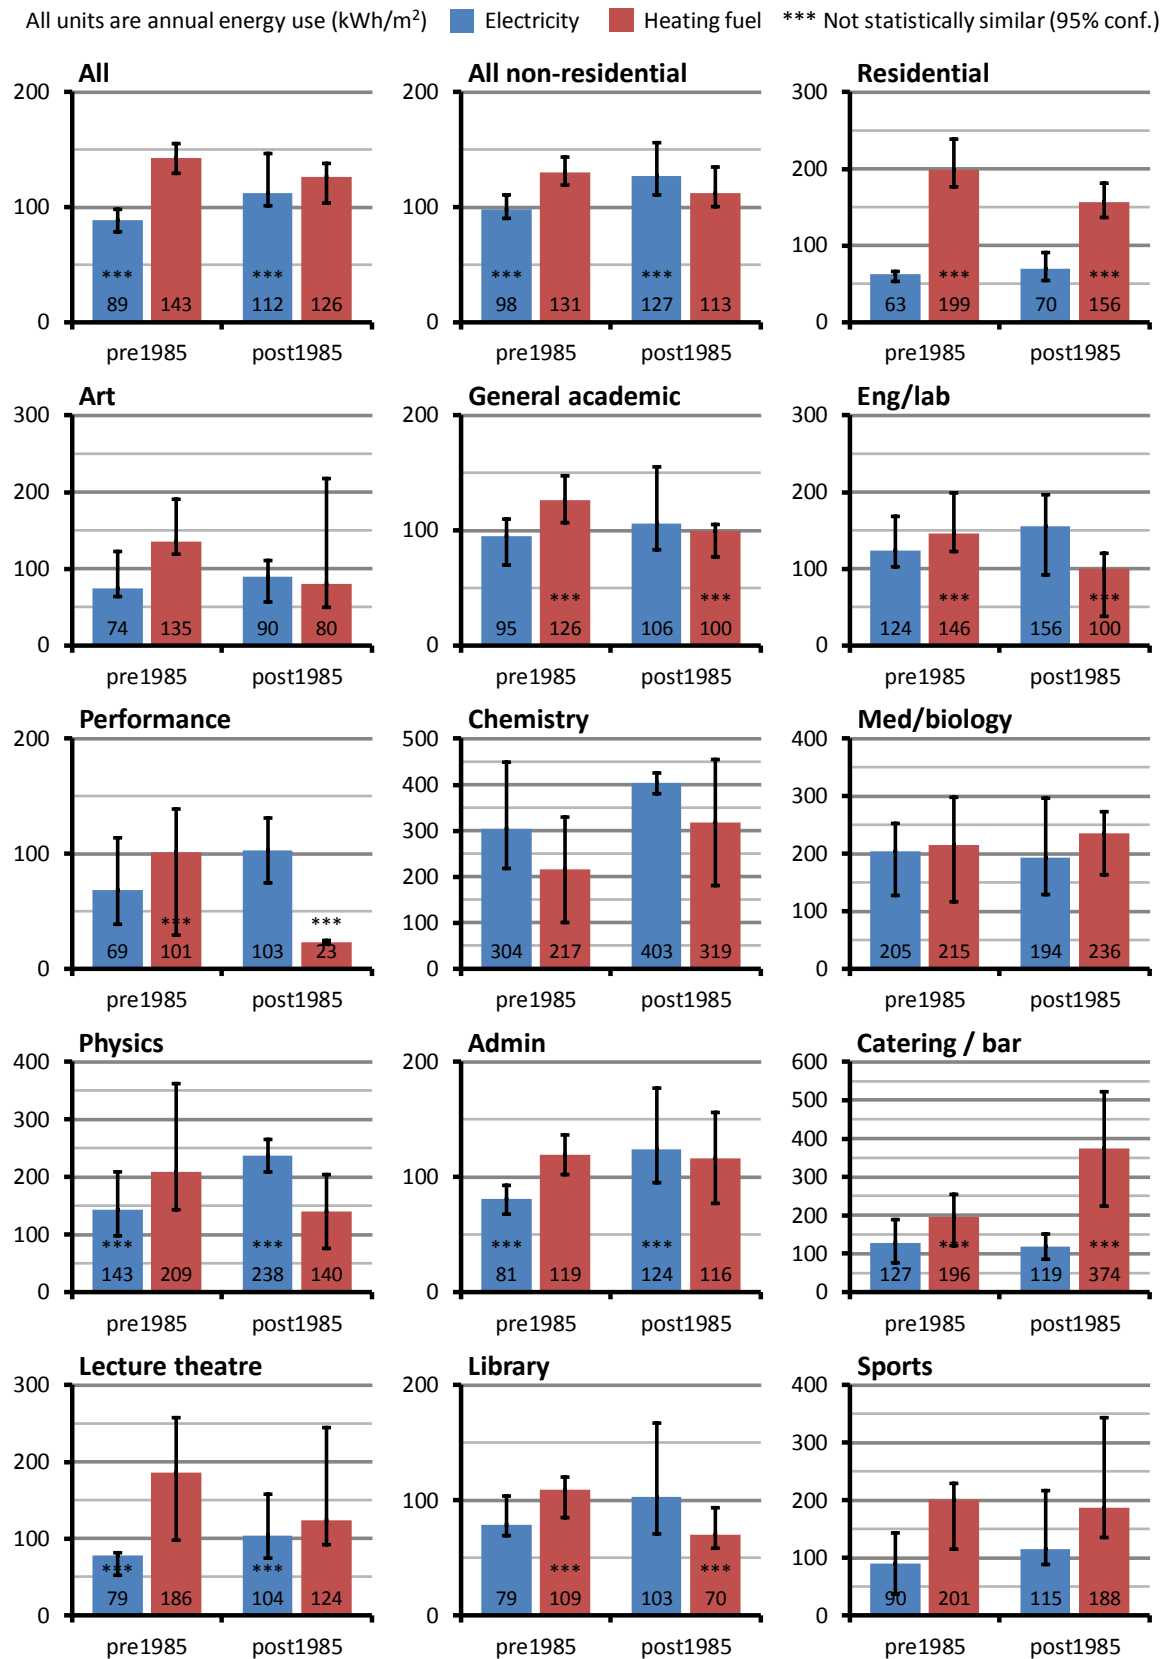 All units are annual energy use (kWh/m²) Electricity Heating fuel *** Not statistically similar (95% conf.)
All All non-residential Residential
200 200 300
200
100 100
100
*** *** *** *** *** ***
89 143 112 126 98 131 127 113 63 199 70 156
0 0 0
pre1985 post1985 pre1985 post1985 pre1985 post1985
Art General academic Eng/lab
300 200 300
200 200
100
100 100
*** *** *** ***
74 135 90 80 95 126 106 100 124 146 156 100
0 0 0
pre1985 post1985 pre1985 post1985 pre1985 post1985
Performance Chemistry Med/biology
200 500 400
400
300
300
100 200
200
*** ***
100 100
69 101 103 23 304 217 403 319 205 215 194 236
0 0 0
pre1985 post1985 pre1985 post1985 pre1985 post1985
Physics Admin Catering / bar
400 200 600
500
300
400
200 100 300
200
100 *** *** *** *** *** ***
100
143 209 238 140 81 119 124 116 127 196 119 374
0 0 0
pre1985 post1985 pre1985 post1985 pre1985 post1985
Lecture theatre Library Sports
300 200 400
300
200
100 200
100
*** *** *** *** 100
79 186 104 124 79 109 103 70 90 201 115 188
0 0 0
pre1985 post1985 pre1985 post1985 pre1985 post1985